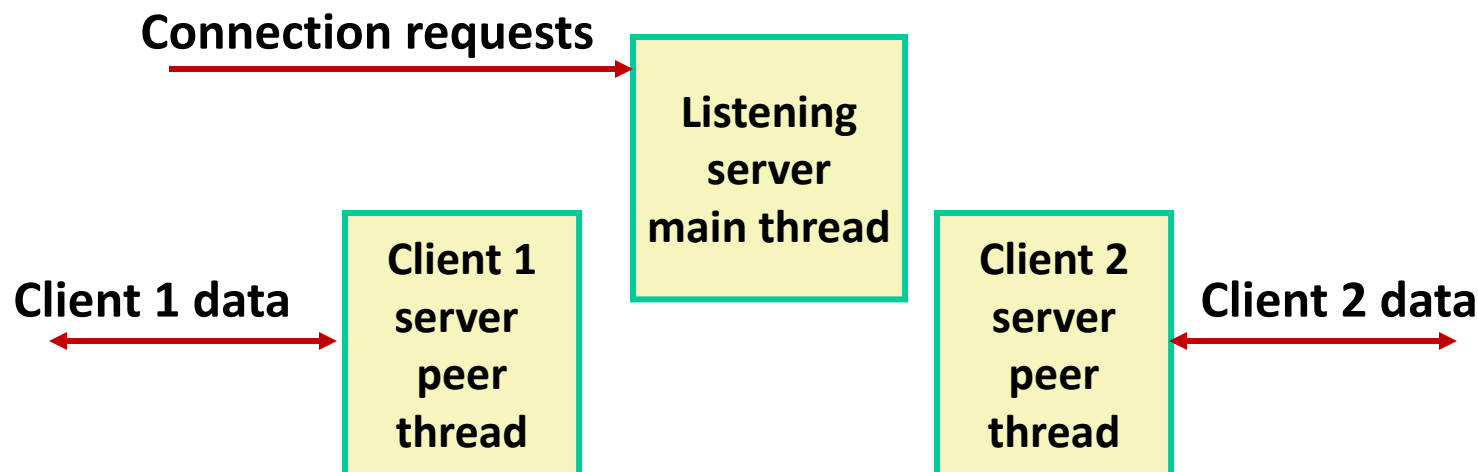 Connection requests
Listening
server
main thread
Client 1 data
Client 1
server
peer
thread
Client 2
server
peer
thread
Client 2 data